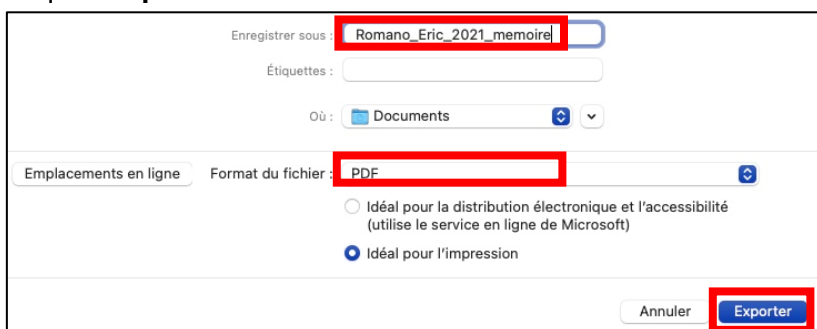 Enregistrer sous : Romano_Eric_2021_memoire
Étiquettes :
Où : Documents
Emplacements en ligne Format du fichier : PDF
Idéal pour la distribution électronique et l'accessibilité
(utilise le service en ligne de Microsoft)
Idéal pour l'impression
Annuler Exporter